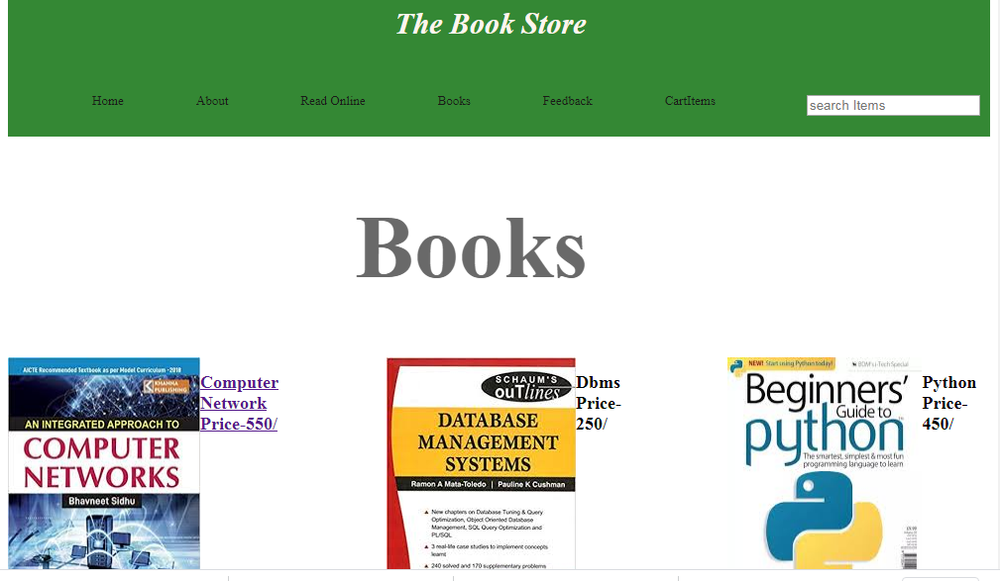 The Book Store
Home About Read Online Books Feedback CartItems search Items
Books
AICTE Recommended Textbook as per Model Curriculum -2018
KHANNA
PUBLISHING
AN INTEGRATED APPROACH TO
COMPUTER
NETWORKS
Bhavneet Sidhu
Computer
Network
Price-550/
SCHAUM'S
ouTlines
DATABASE
MANAGEMENT
SYSTEMS
Ramon A Mata-Toledo | Pauline K Cushman
New chapters on Database Tuning & Query
Optimization, Object Oriented Database
Management, SQL Query Optimization and
PL/SQL
3 real-life case studies to implement concepts
learnt
240 solved and 170 supplementary problems
Dbms
Price-
250/
NEW! Start using Python today!
BDM's i-Tech Special
Beginners'
Guide to
python
The smartest, simplest & most fun
programming language to learn
Python
Price-
450/